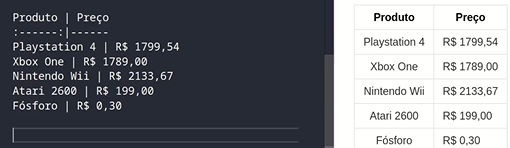 Produto | Preço
:------:|------
Playstation 4 | R$ 1799,54
Xbox One | R$ 1789,00
Nintendo Wii | R$ 2133,67
Atari 2600 | R$ 199,00
Fósforo | R$ 0,30
Produto Preço
Playstation 4 R$ 1799,54
Xbox One R$ 1789,00
Nintendo Wii R$ 2133,67
Atari 2600 R$ 199,00
Fósforo R$ 0,30